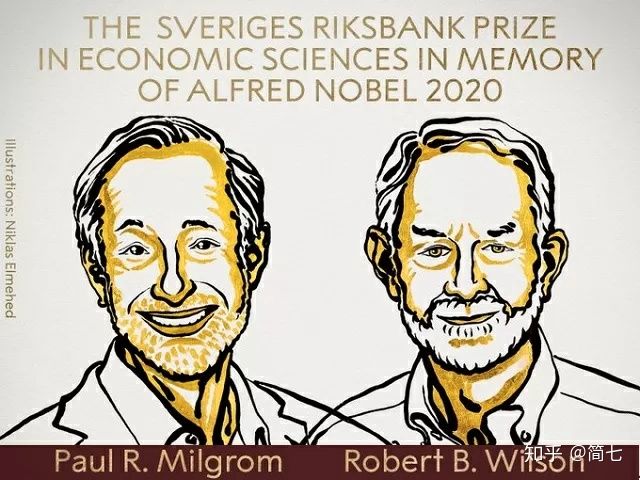 THE SVERIGES RIKSBANK PRIZE
IN ECONOMIC SCIENCES IN MEMORY
OF ALFRED NOBEL 2020
Illustrations: Niklas Elmehed
Paul R. Milgrom
Robert B. Wilson
知乎 @简七